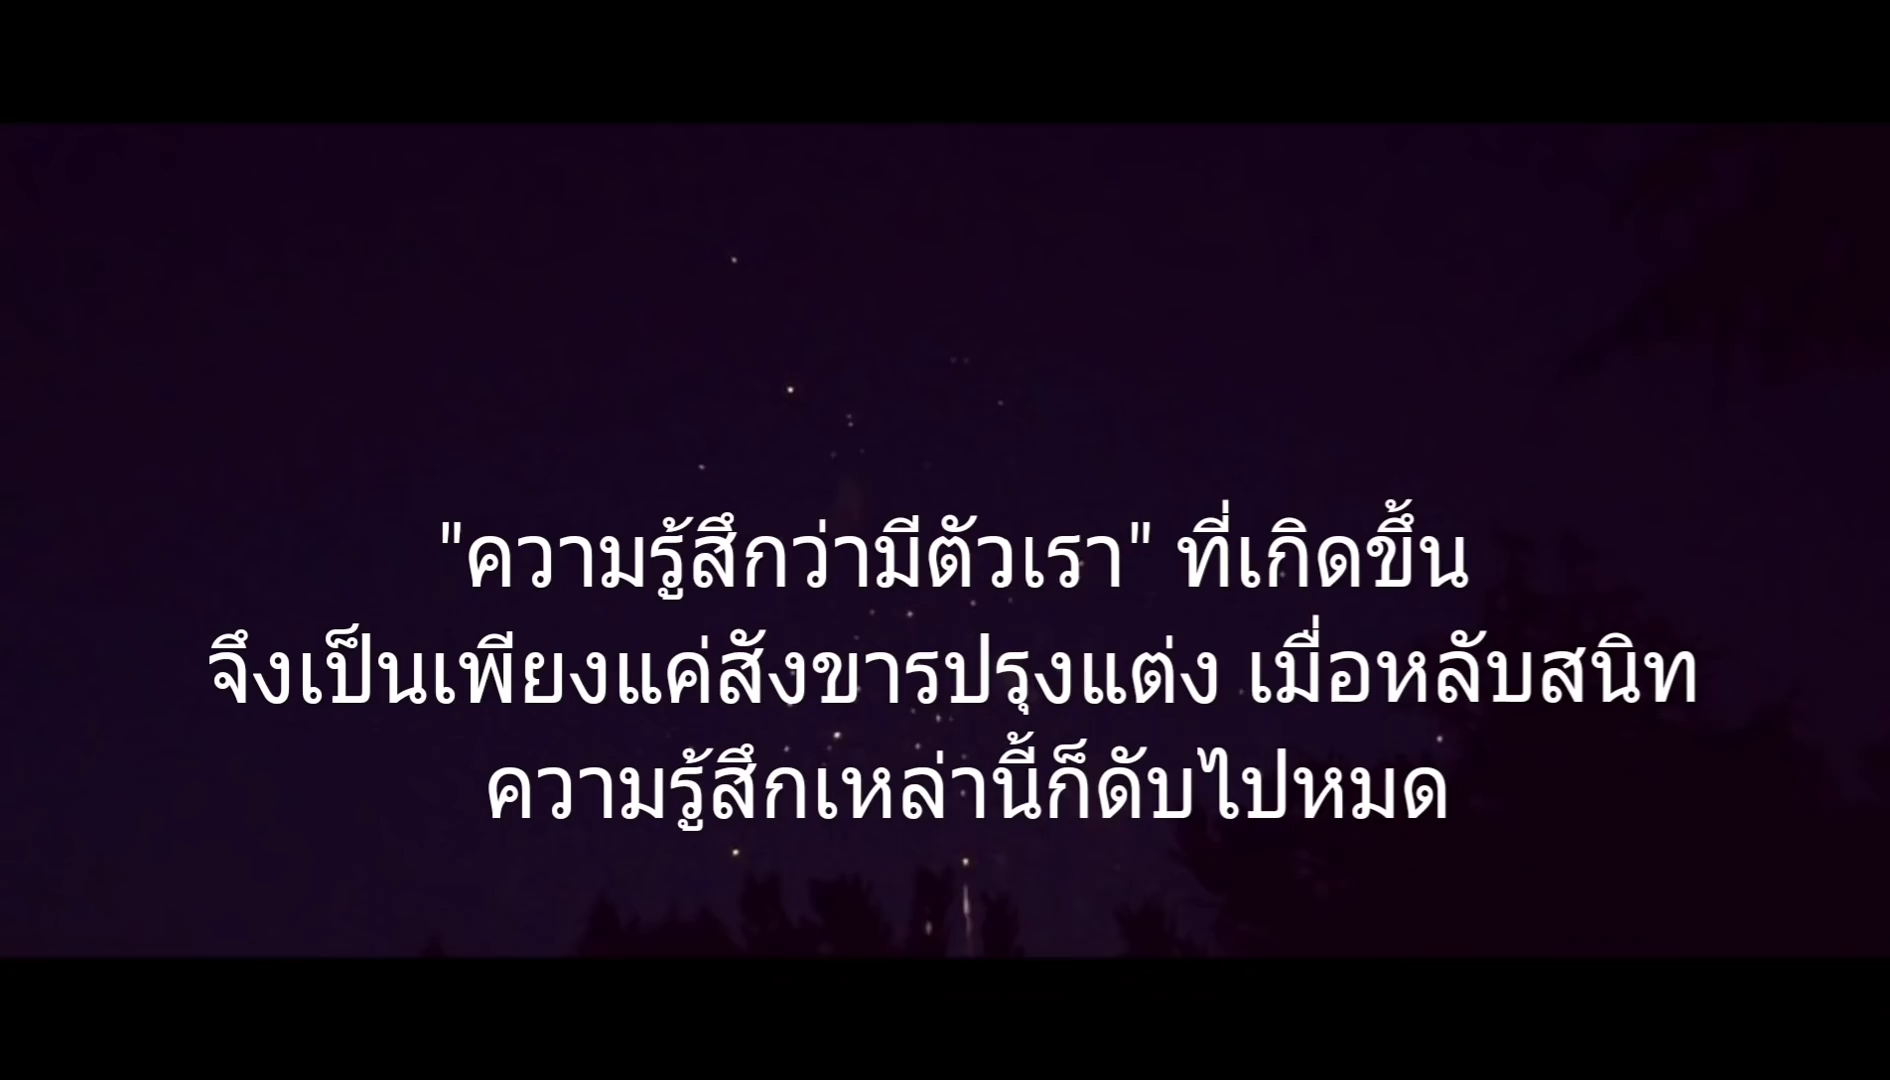 "ความรู้สึกว่ามีตัวเรา" ที่เกิดขึ้น
จึงเป็นเพียงแค่สังขารปรุงแต่ง เมื่อหลับสนิท
ความรู้สึกเหล่านี้ก็ดับไปหมด